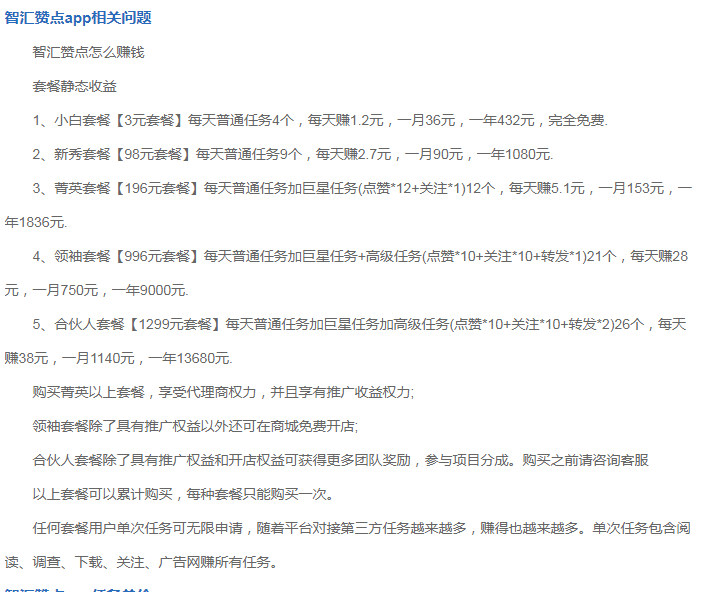 智汇赞点app相关问题
智汇赞点怎么赚钱
套餐静态收益
1、小白套餐【3元套餐】每天普通任务4个，每天赚1.2元，一月36元，一年432元，完全免费.
2、新秀套餐【98元套餐】每天普通任务9个，每天赚2.7元，一月90元，一年1080元.
3、菁英套餐【196元套餐】每天普通任务加巨星任务(点赞*12+关注*1)12个，每天赚5.1元，一月153元，一
年1836元.
4、领袖套餐【996元套餐】每天普通任务加巨星任务+高级任务(点赞*10+关注*10+转发*1)21个，每天赚28
元，一月750元，一年9000元.
5、合伙人套餐【1299元套餐】每天普通任务加巨星任务加高级任务(点赞*10+关注*10+转发*2)26个，每天
赚38元，一月1140元，一年13680元.
购买菁英以上套餐，享受代理商权力，并且享有推广收益权力;
领袖套餐除了具有推广权益以外还可在商城免费开店;
合伙人套餐除了具有推广权益和开店权益可获得更多团队奖励，参与项目分成。购买之前请咨询客服
以上套餐可以累计购买，每种套餐只能购买一次。
任何套餐用户单次任务可无限申请，随着平台对接第三方任务越来越多，赚得也越来越多。单次任务包含阅
读、调查、下载、关注、广告网赚所有任务。